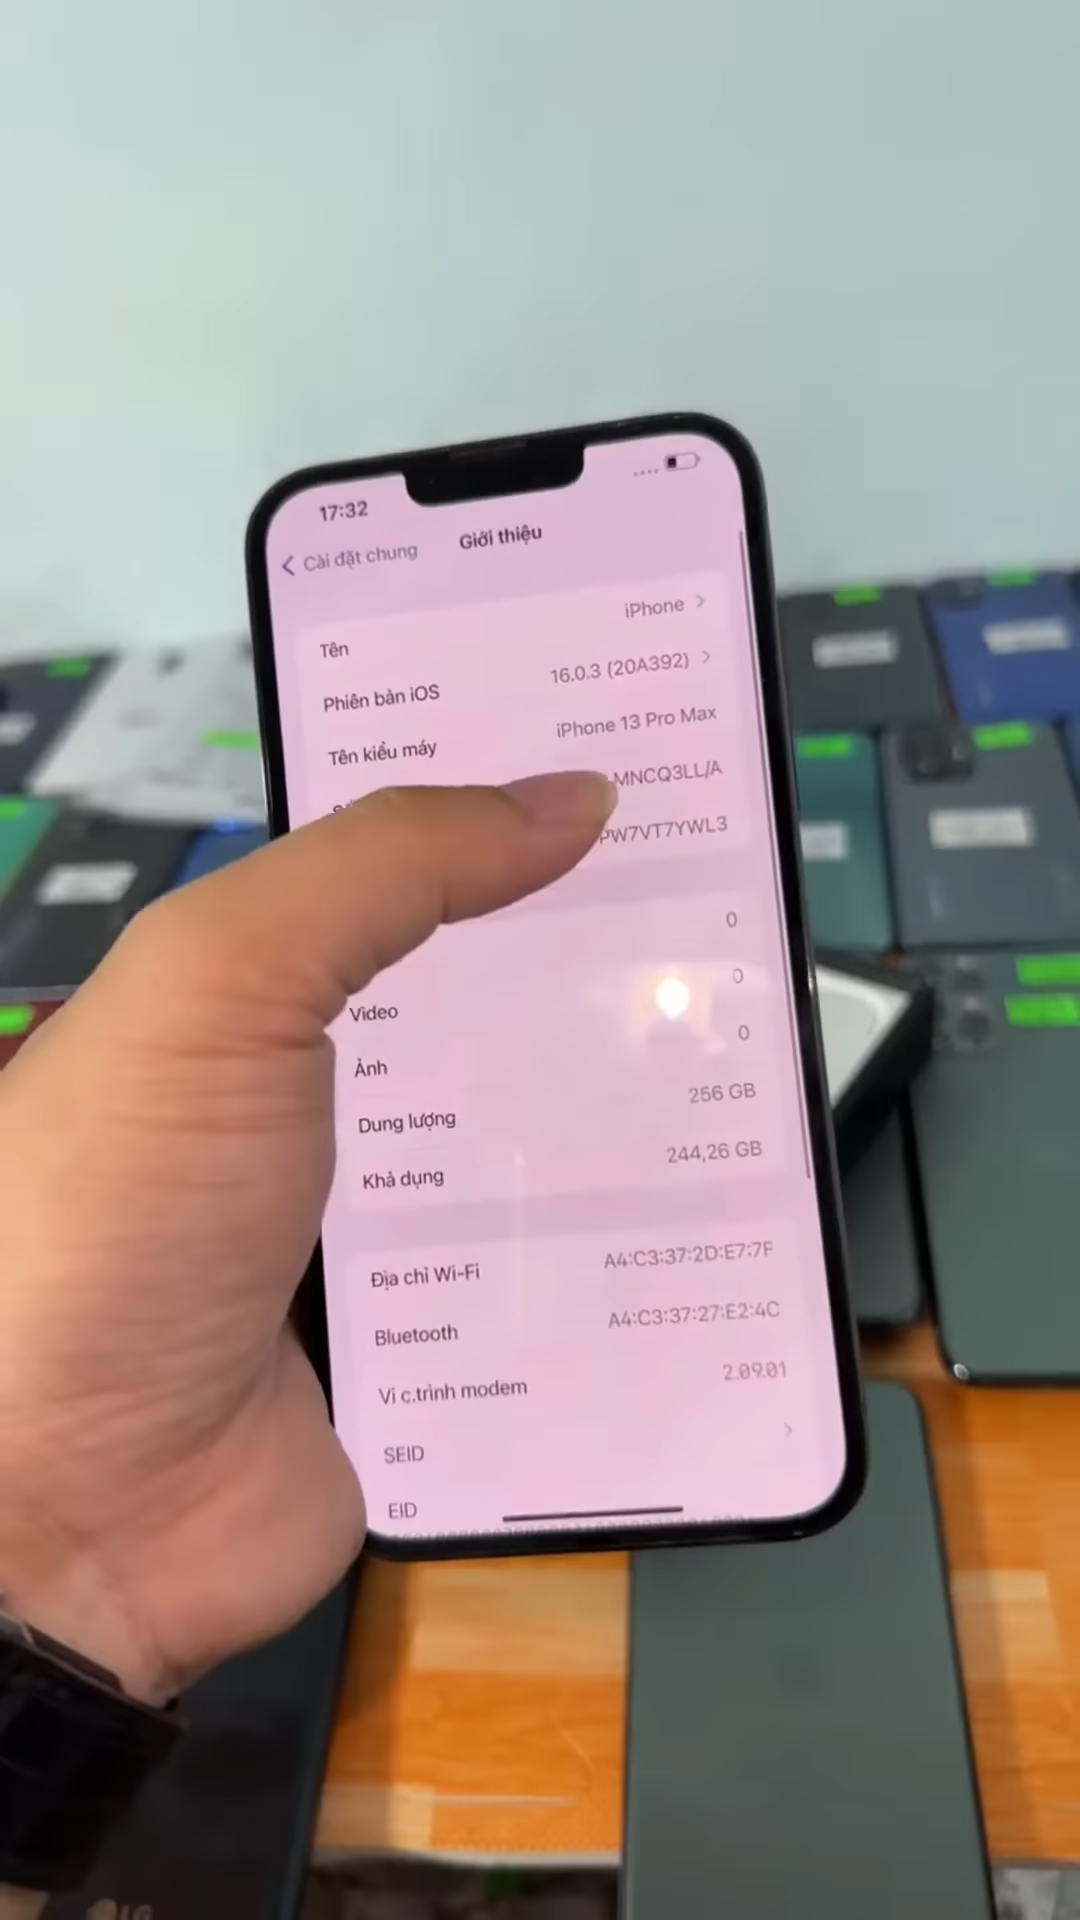 17:32
Cài đặt chung
Giới thiệu
Tên
iPhone
Phiên bản iOS
16.0.3 (20A392)
Tên kiểu máy
iPhone 13 Pro Max
MNCQ3LL/A
PW7VT7YWL3
0
Video
0
Ảnh
0
Dung lượng
256 GB
Khả dụng
244,26 GB
Địa chỉ Wi-Fi
A4:C3:37:2D:E7:7F
Bluetooth
A4:C3:37:27:E2:4C
Vi c.trình modem
2.09.01
SEID
EID
LG